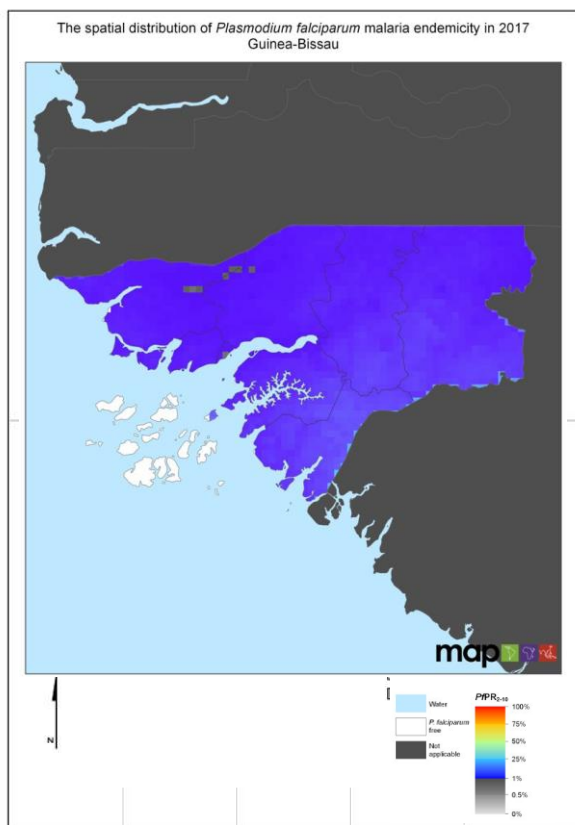 The spatial distribution of Plasmodium falciparum malaria endemicity in 2017
Guinea-Bissau
map
N
Water
P. falciparum
free
Not
applicable
PfPR2-10
100%
75%
50%
25%
1%
0.5%
0%